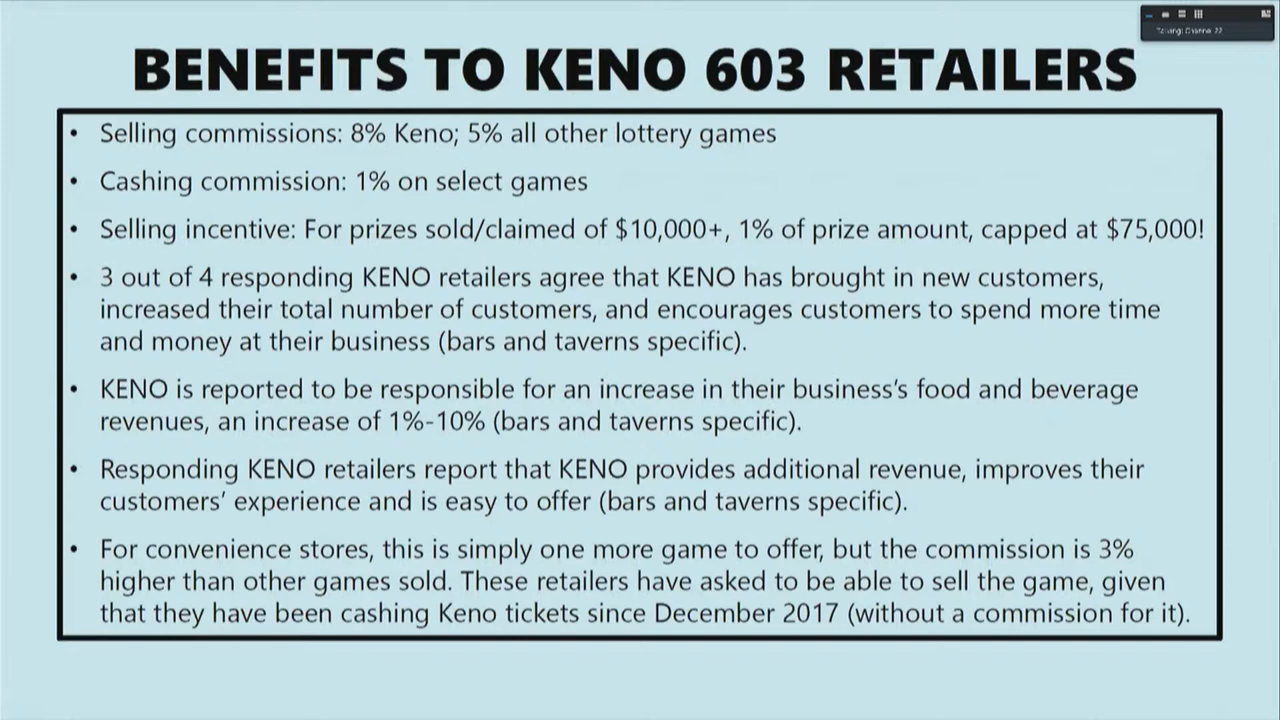 BENEFITS TO KENO 603 RETAILERS
• Selling commissions: 8% Keno; 5% all other lottery games
• Cashing commission: 1% on select games
• Selling incentive: For prizes sold/claimed of $10,000+, 1% of prize amount, capped at $75,000!
• 3 out of 4 responding KENO retailers agree that KENO has brought in new customers,
increased their total number of customers, and encourages customers to spend more time
and money at their business (bars and taverns specific).
• KENO is reported to be responsible for an increase in their business’s food and beverage
revenues, an increase of 1%-10% (bars and taverns specific).
• Responding KENO retailers report that KENO provides additional revenue, improves their
customers’ experience and is easy to offer (bars and taverns specific).
• For convenience stores, this is simply one more game to offer, but the commission is 3%
higher than other games sold. These retailers have asked to be able to sell the game, given
that they have been cashing Keno tickets since December 2017 (without a commission for it).